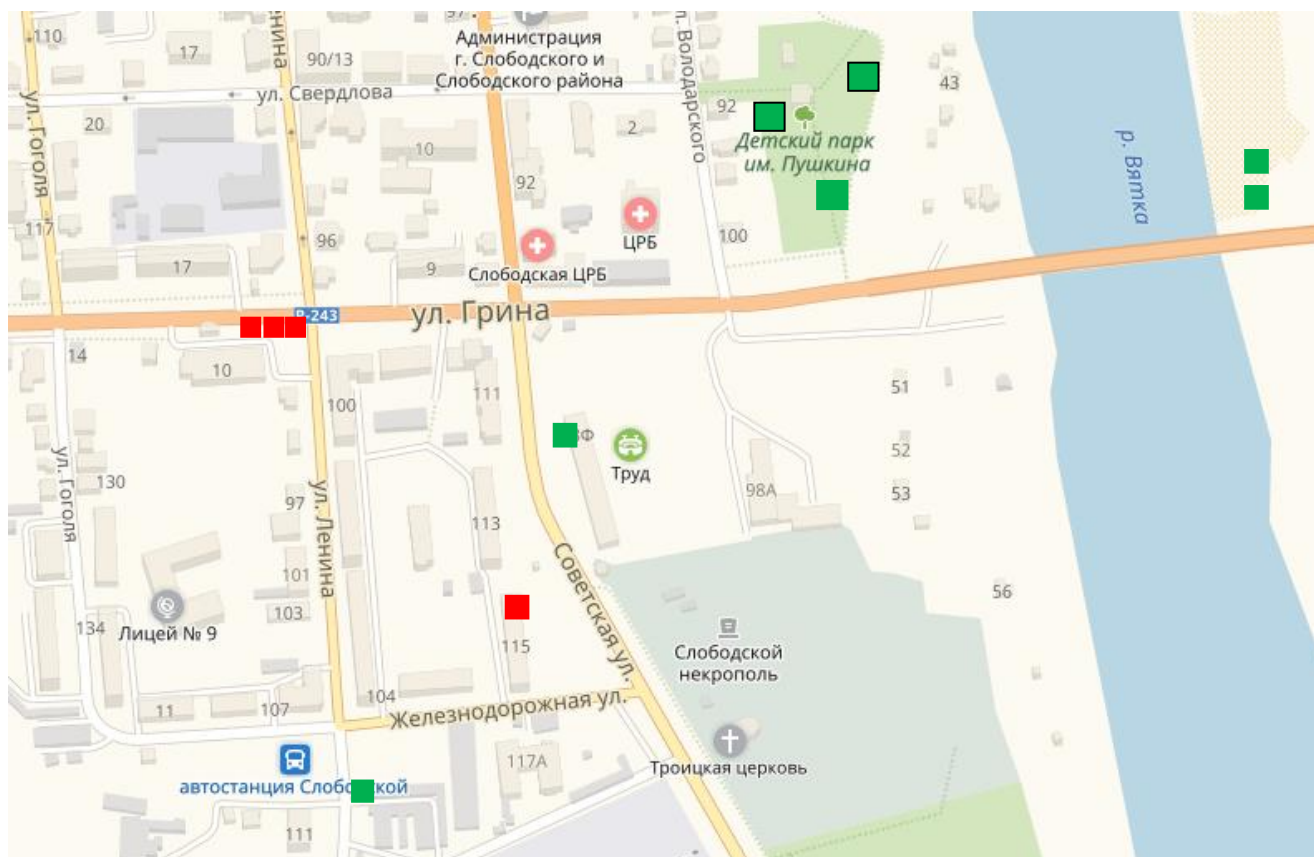 110
17
ул. Гоголя
20
117
17
енина
90/13
ул. Свердлова
97
Администрация
г. Слободского и
Слободского района
10
92
2
л. Володарского
92
Детский парк
им. Пушкина
43
р. Вятка
96
9
ЦРБ
Слободская ЦРБ
100
Р-243
ул. Грина
14
10
100
111
51
ул. Гоголя
130
97
ул. Ленина
113
Труд
98А
52
53
101
103
Лицей № 9
134
Советская ул.
115
56
Слободской
некрополь
11
107
104
Железнодорожная ул.
117А
Троицкая церковь
автостанция Слободской
111